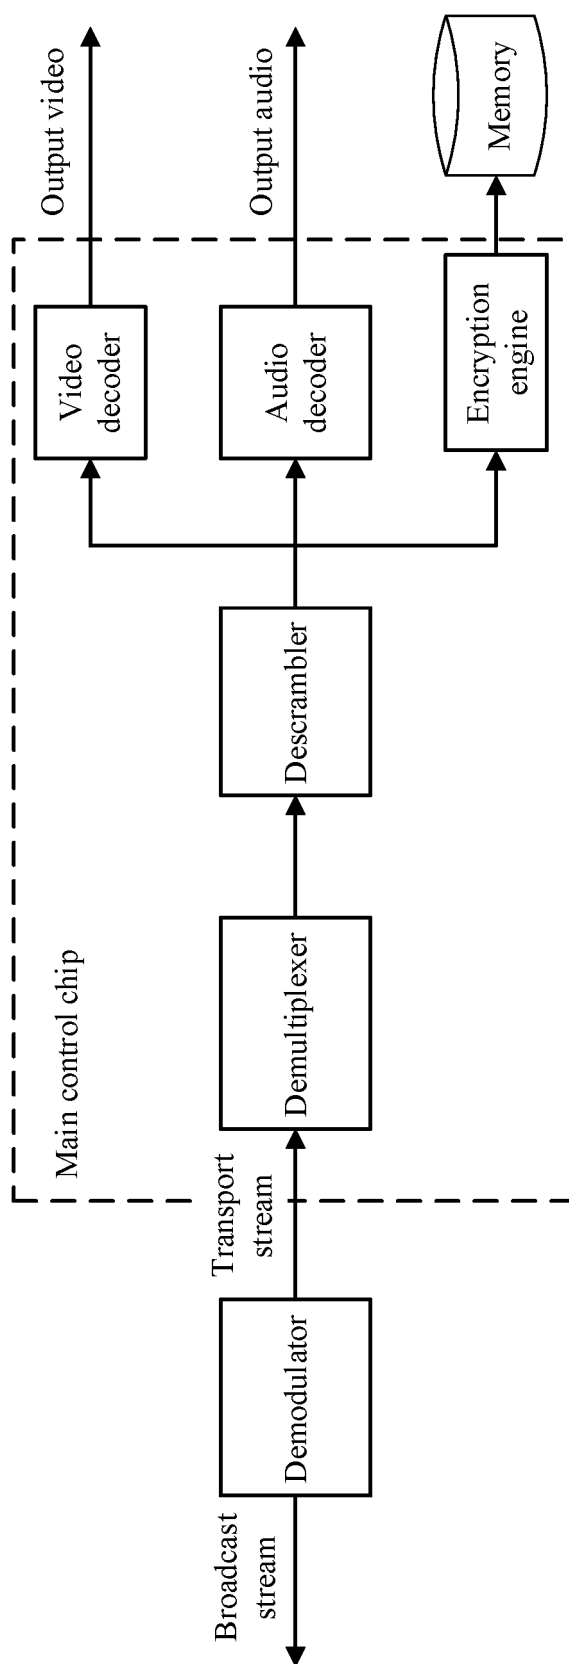 Main control chip
Broadcast
stream
Demodulator
Transport
stream
Demultiplexer
Descrambler
Video
decoder
Output video
Audio
decoder
Output audio
Encryption
engine
Memory